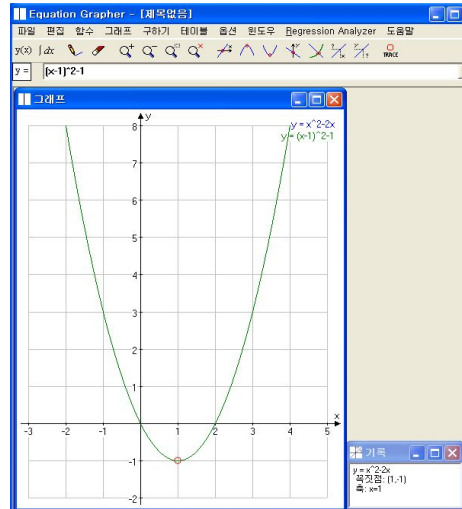 Equation Grapher - [제목없음]
파일 편집 함수 그래프 구하기 테이블 옵션 윈도우 Regression Analyzer 도움말
y(x) ∫dx TRACE
y = (x-1)^2-1
그래프
y
y = x^2-2x
y = (x-1)^2-1
8
7
6
5
4
3
2
1
x
-3 -2 -1 0 1 2 3 4 5
-1
-2
기록
y = x^2-2x
꼭짓점: (1,-1)
축: x=1